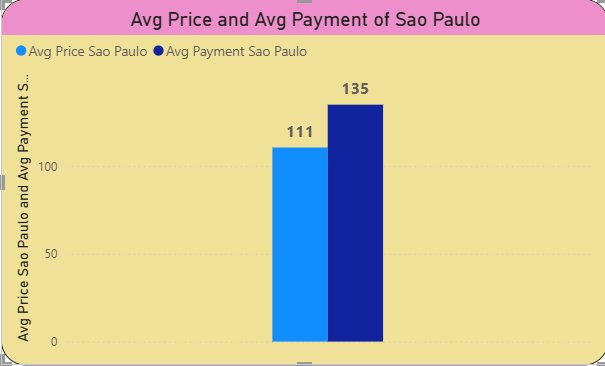 Avg Price and Avg Payment of Sao Paulo
Avg Price Sao Paulo Avg Payment Sao Paulo
Avg Price Sao Paulo and Avg Payment S...
135
111
100
50
0